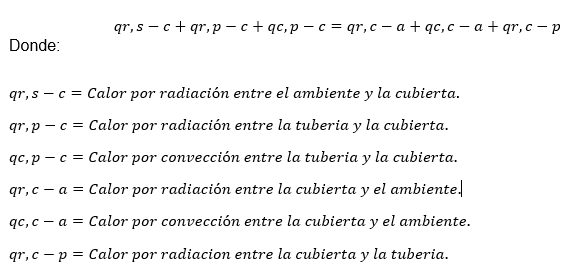 qr, s − c + qr, p − c + qc, p − c = qr, c − a + qc, c − a + qr, c − p
Donde:
qr, s − c = Calor por radiación entre el ambiente y la cubierta.
qr, p − c = Calor por radiación entre la tuberia y la cubierta.
qc, p − c = Calor por convección entre la tuberia y la cubierta.
qr, c − a = Calor por radiación entre la cubierta y el ambiente.
qc, c − a = Calor por convección entre la cubierta y el ambiente.
qr, c − p = Calor por radiacion entre la cubierta y la tuberia.